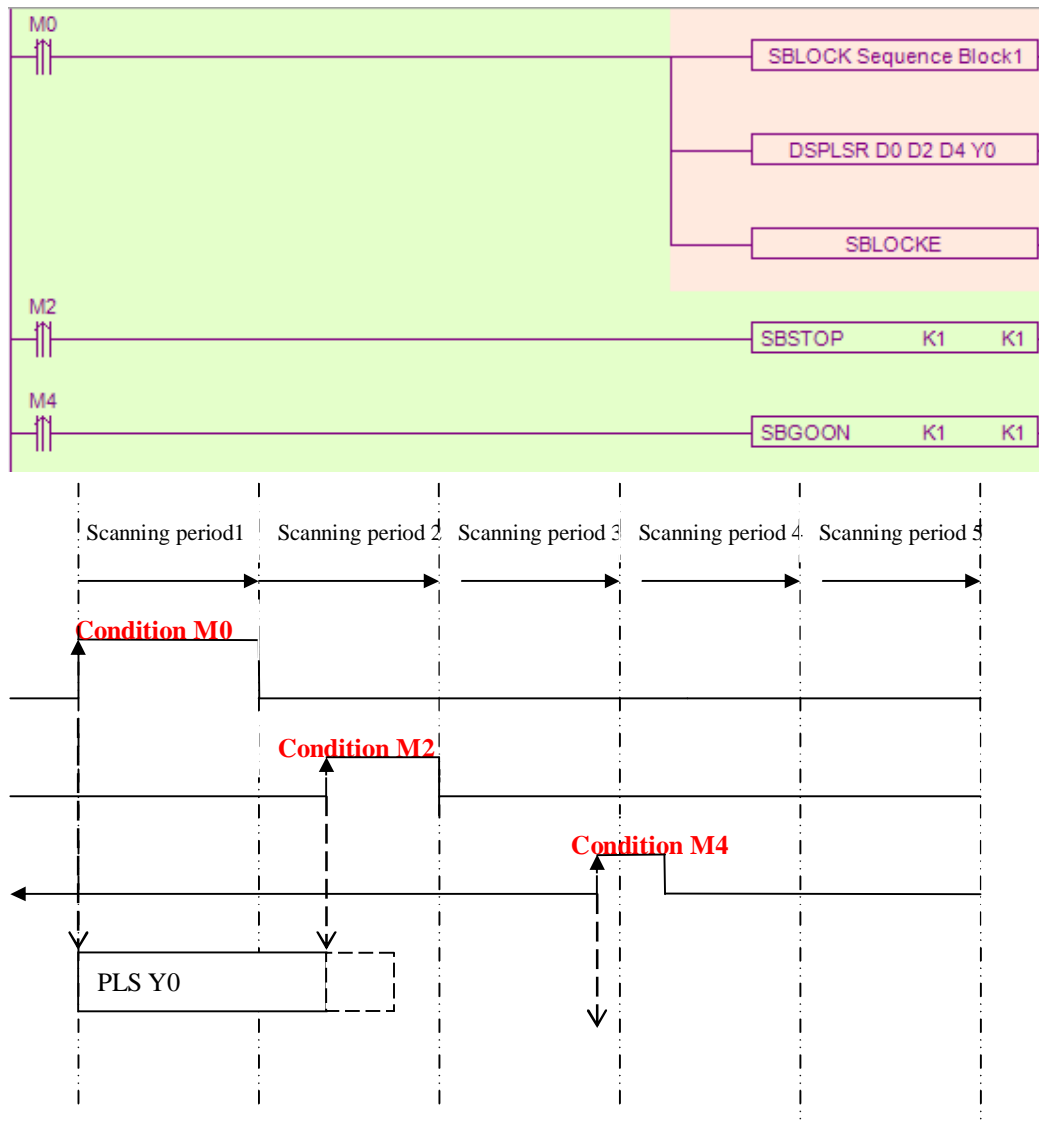 M0
SBLOCK Sequence Block1
DSPLSR D0 D2 D4 Y0
SBLOCKE
M2
SBSTOP K1 K1
M4
SBGOON K1 K1
Scanning period1 Scanning period 2 Scanning period 3 Scanning period 4 Scanning period 5
Condition M0
Condition M2
Condition M4
PLS Y0